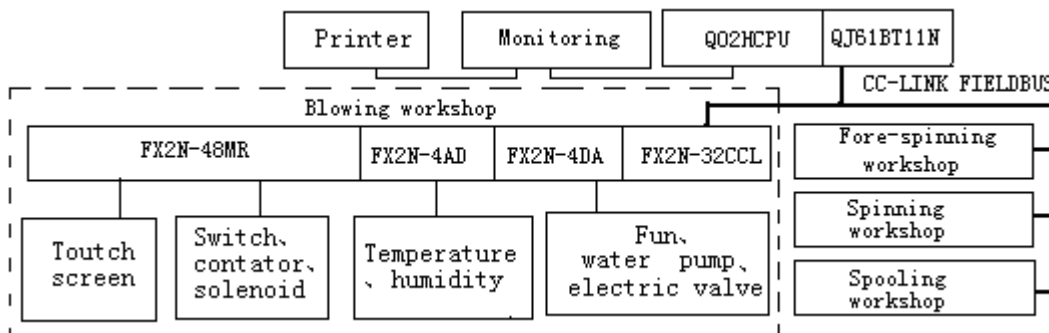 Printer
Monitoring
Q02HCPU
QJ61BT11N
CC-LINK FIELDBUS
Blowing workshop
FX2N-48MR
FX2N-4AD
FX2N-4DA
FX2N-32CCL
Fore-spinning
workshop
Spinning
workshop
Spooling
workshop
Toutch
screen
Switch、
contator、
solenoid
Temperature
、humidity
Fun、
water pump、
electric valve